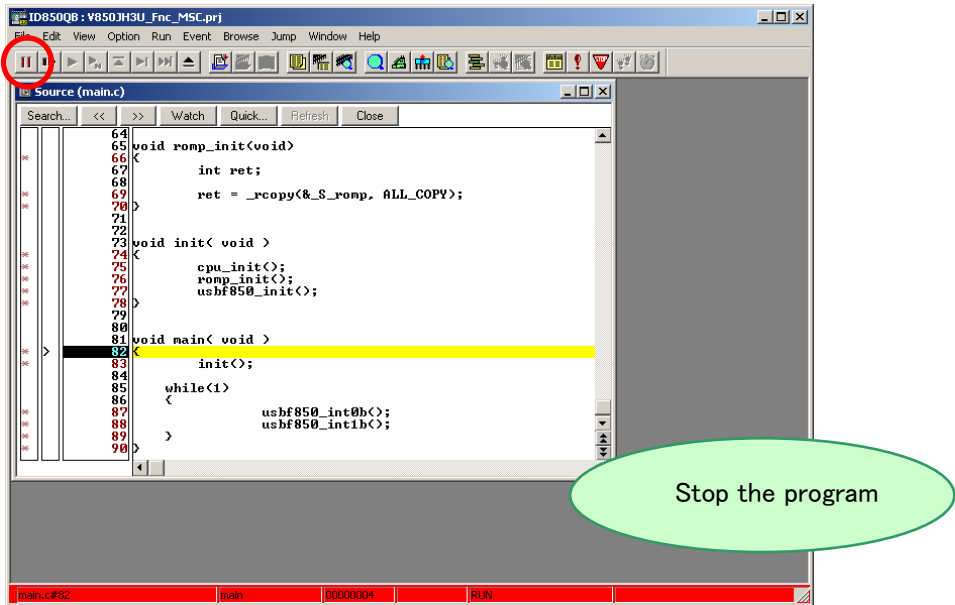 ID850QB : V850JH3U_Fnc_MSC.prj
File Edit View Option Run Event Browse Jump Window Help
Source (main.c)
Search... << >> Watch Quick... Refresh Close
64
65 void romp_init(void)
* 66 {
67 int ret;
68
* 69 ret = _rcopy(&_S_romp, ALL_COPY);
* 70 }
71
72
73 void init( void )
* 74 {
* 75 cpu_init();
* 76 romp_init();
* 77 usbf850_init();
* 78 }
79
80
81 void main( void )
* > 82 {
* 83 init();
84
85 while(1)
86 {
* 87 usbf850_int0b();
* 88 usbf850_int1b();
* 89 }
* 90 }
Stop the program
main.c#82 main 00000004 RUN